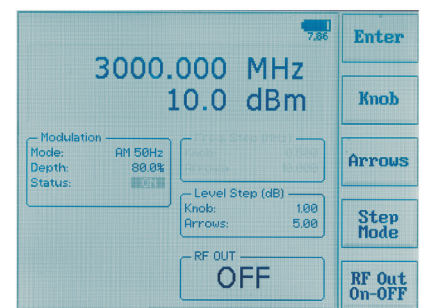 7.86
3000.000 MHz
10.0 dBm
Modulation
Mode: AM 50Hz
Depth: 80.0%
Status: ON
Level Step (dB)
Knob: 1.00
Arrows: 5.00
RF OUT
OFF
Enter
Knob
Arrows
Step
Mode
RF Out
On-OFF